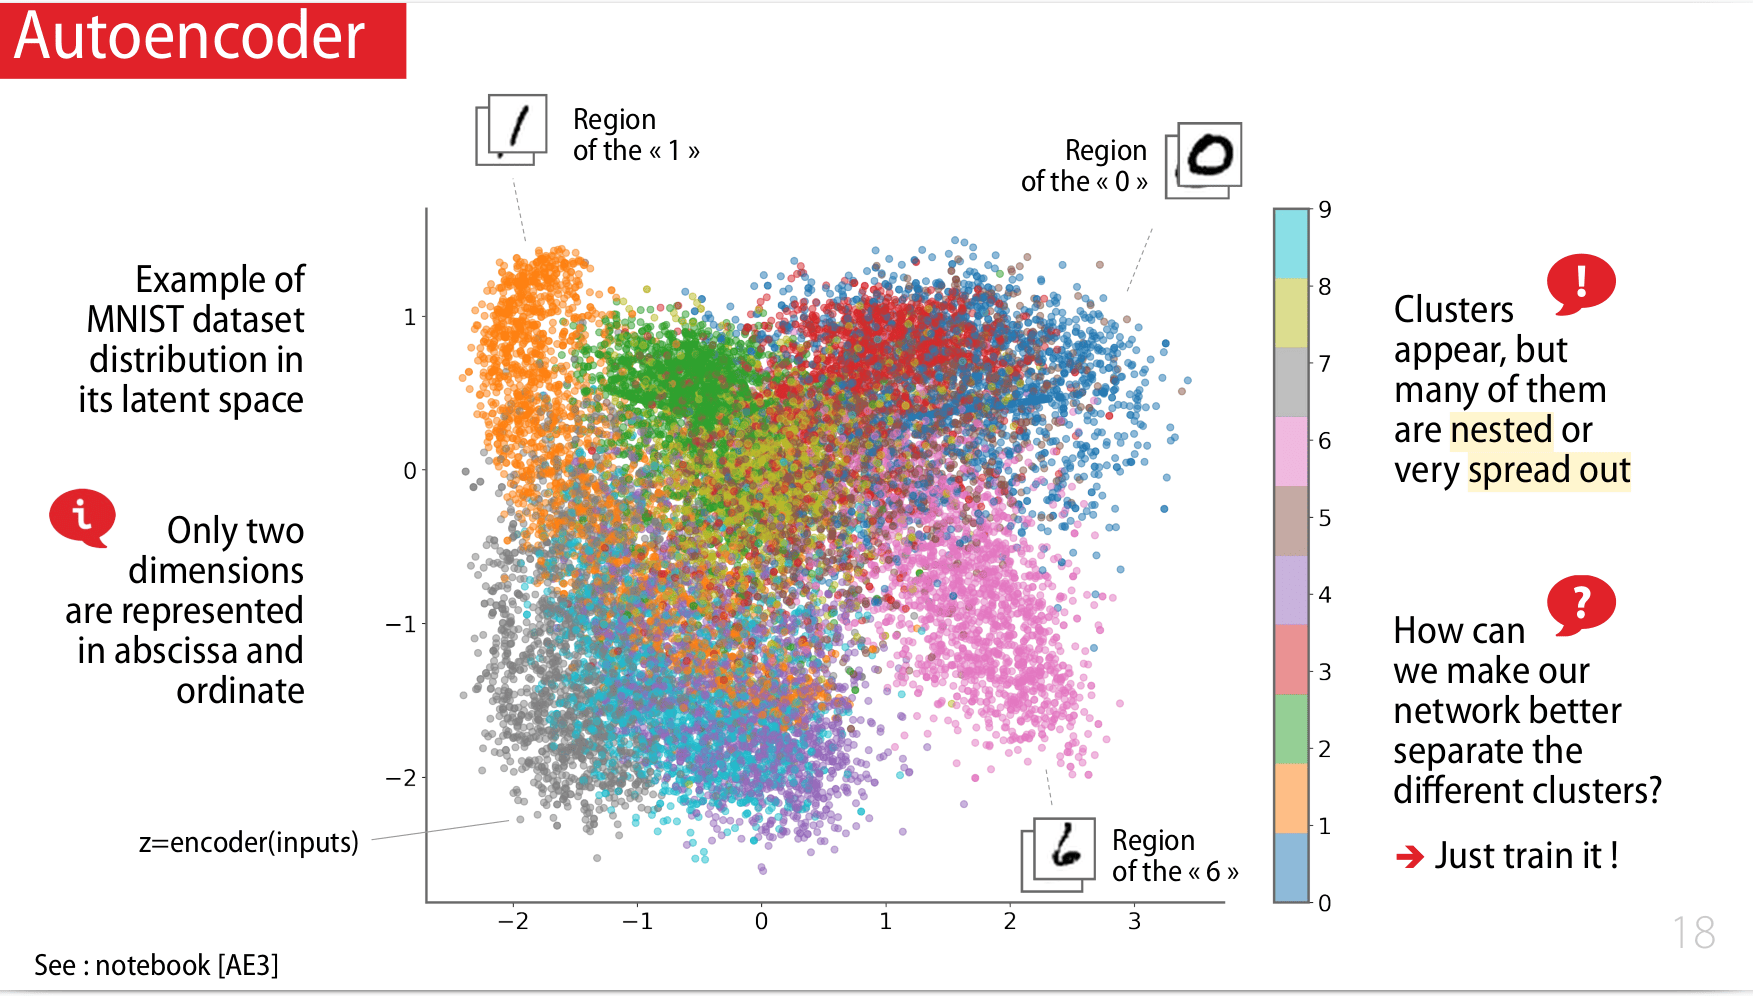 Autoencoder
Region
of the « 1 »
Region
of the « 0 »
Example of
MNIST dataset
distribution in
its latent space
i
Only two
dimensions
are represented
in abscissa and
ordinate
z=encoder(inputs)
1
0
−1
−2
−2
−1
0
1
2
3
Region
of the « 6 »
9
8
7
6
5
4
3
2
1
0
!
Clusters
appear, but
many of them
are nested or
very spread out
?
How can
we make our
network better
separate the
different clusters?
➔ Just train it !
See : notebook [AE3]
18